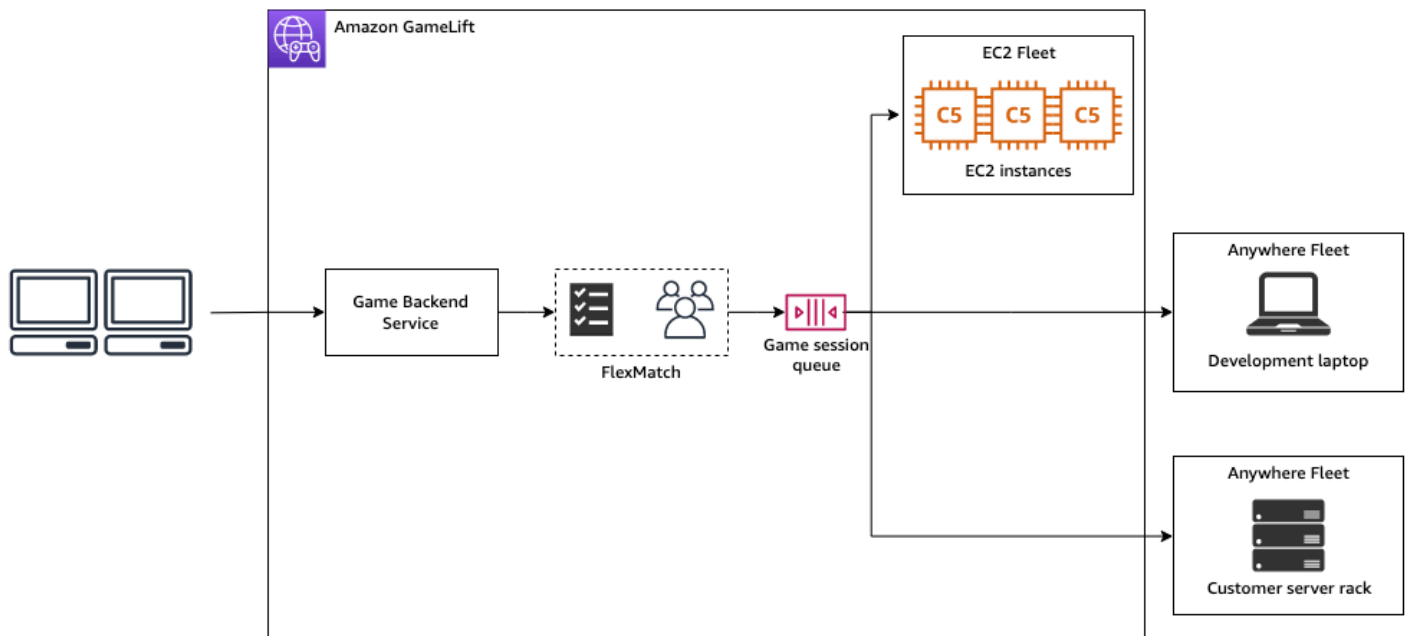 Amazon GameLift
EC2 Fleet
C5 C5 C5
EC2 instances
Game Backend
Service
FlexMatch
Game session
queue
Anywhere Fleet
Development laptop
Anywhere Fleet
Customer server rack